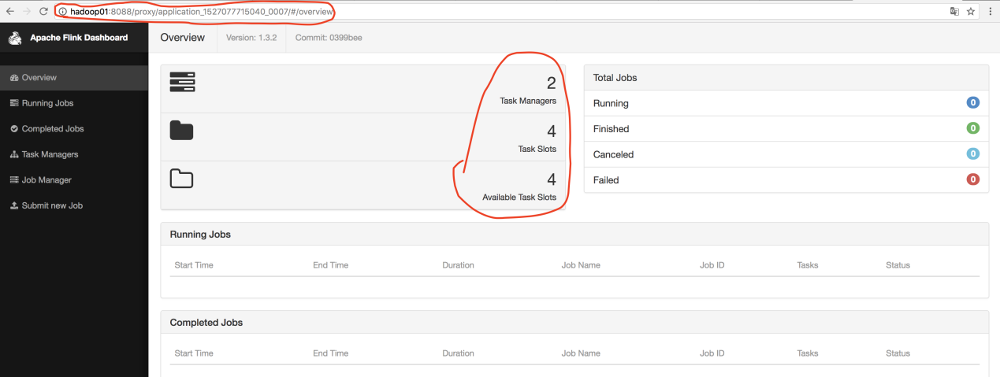 hadoop01:8088/proxy/application_1527077715040_0007/#/overview
Apache Flink Dashboard
Overview
Version: 1.3.2
Commit: 0399bee
Overview
Running Jobs
Completed Jobs
Task Managers
Job Manager
Submit new Job
2
Task Managers
4
Task Slots
4
Available Task Slots
Total Jobs
Running 0
Finished 0
Canceled 0
Failed 0
Running Jobs
Start Time End Time Duration Job Name Job ID Tasks Status
Completed Jobs
Start Time End Time Duration Job Name Job ID Tasks Status